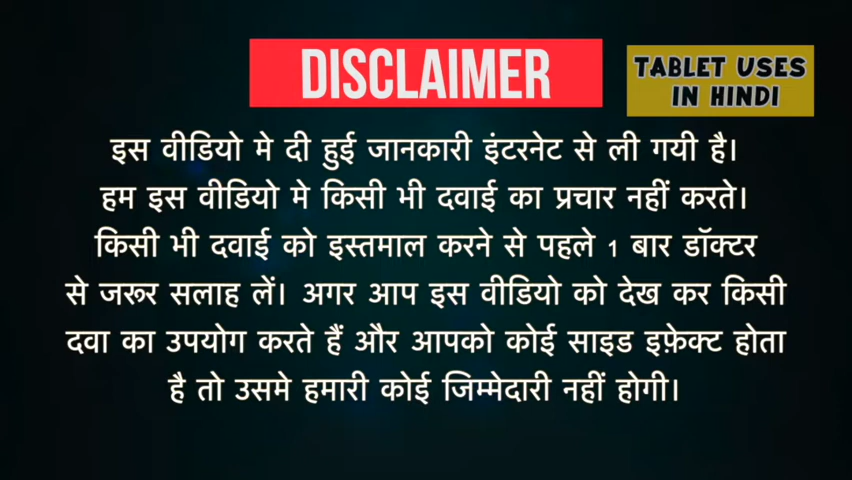 DISCLAIMER
TABLET USES
IN HINDI
इस वीडियो मे दी हुई जानकारी इंटरनेट से ली गयी है।
हम इस वीडियो मे किसी भी दवाई का प्रचार नहीं करते।
किसी भी दवाई को इस्तमाल करने से पहले 1 बार डॉक्टर
से जरूर सलाह लें। अगर आप इस वीडियो को देख कर किसी
दवा का उपयोग करते हैं और आपको कोई साइड इफ़ेक्ट होता
है तो उसमे हमारी कोई जिम्मेदारी नहीं होगी।